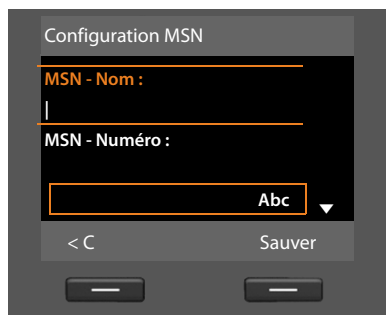 Configuration MSN
MSN - Nom :
MSN - Numéro :
Abc
< C Sauver